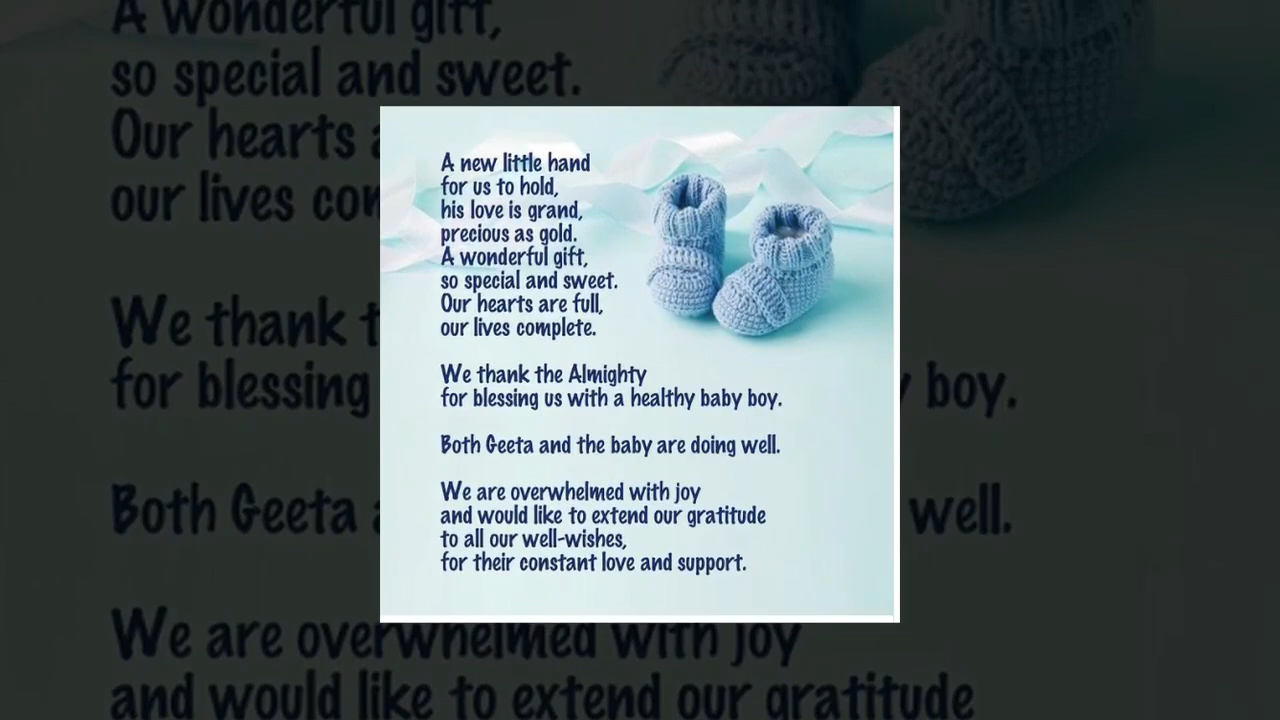 A new little hand
for us to hold,
his love is grand,
precious as gold.
A wonderful gift,
so special and sweet.
Our hearts are full,
our lives complete.
We thank the Almighty
for blessing us with a healthy baby boy.
Both Geeta and the baby are doing well.
We are overwhelmed with joy
and would like to extend our gratitude
to all our well-wishes,
for their constant love and support.